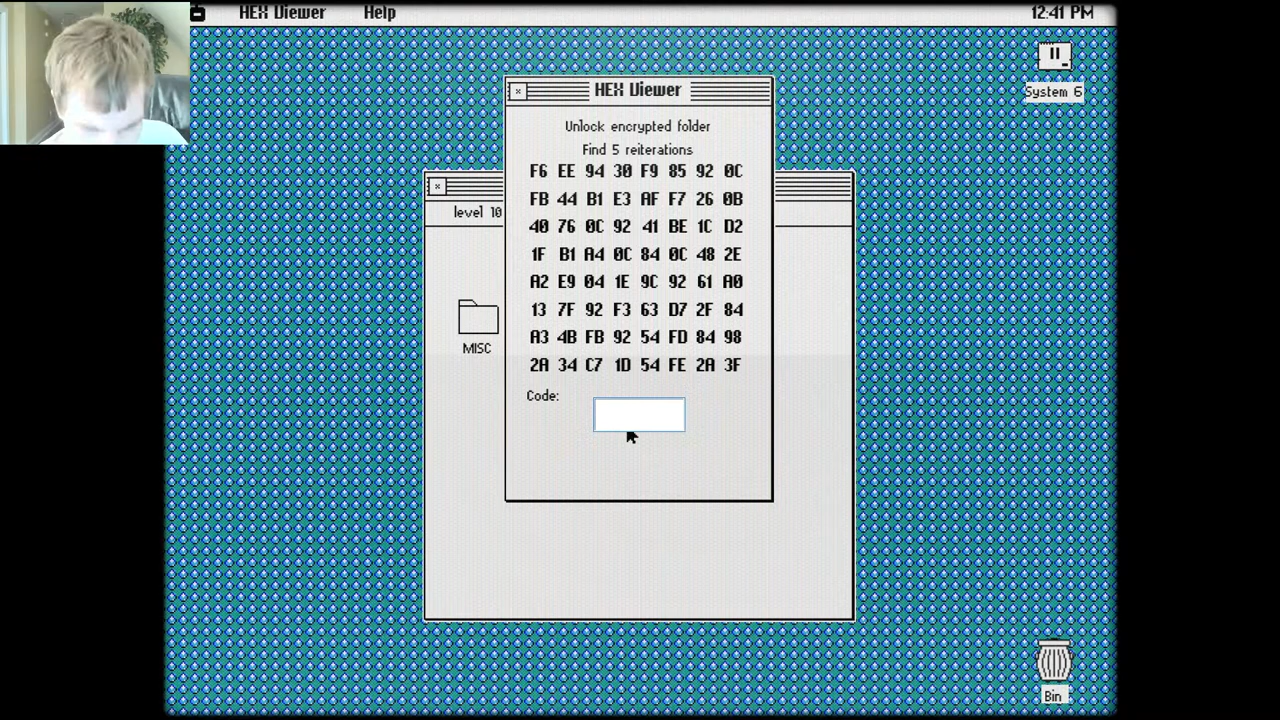 HEX Viewer Help 12:41 PM
System 6
HEX Viewer
Unlock encrypted folder
Find 5 reiterations
F6 EE 94 30 F9 85 92 0C
FB 44 B1 E3 AF F7 26 0B
40 76 0C 92 41 BE 1C D2
1F B1 A4 0C 84 0C 48 2E
A2 E9 04 1E 9C 92 61 A0
13 7F 92 F3 63 D7 2F 84
A3 4B FB 92 54 FD 84 98
2A 34 C7 1D 54 FE 2A 3F
Code:
level 10
MISC
Bin